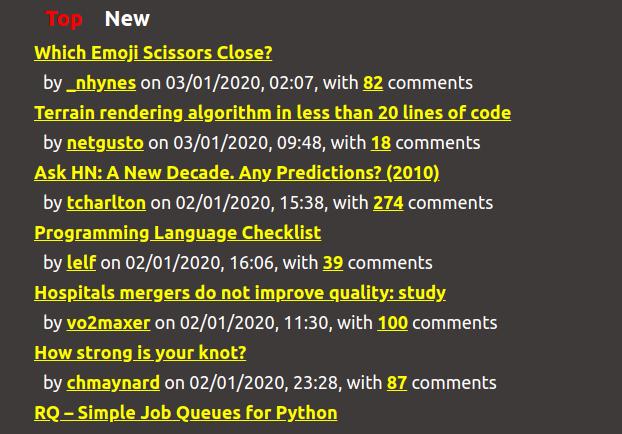 Top New
Which Emoji Scissors Close?
by _nhynes on 03/01/2020, 02:07, with 82 comments
Terrain rendering algorithm in less than 20 lines of code
by netgusto on 03/01/2020, 09:48, with 18 comments
Ask HN: A New Decade. Any Predictions? (2010)
by tcharlton on 02/01/2020, 15:38, with 274 comments
Programming Language Checklist
by lelf on 02/01/2020, 16:06, with 39 comments
Hospitals mergers do not improve quality: study
by vo2maxer on 02/01/2020, 11:30, with 100 comments
How strong is your knot?
by chmaynard on 02/01/2020, 23:28, with 87 comments
RQ – Simple Job Queues for Python